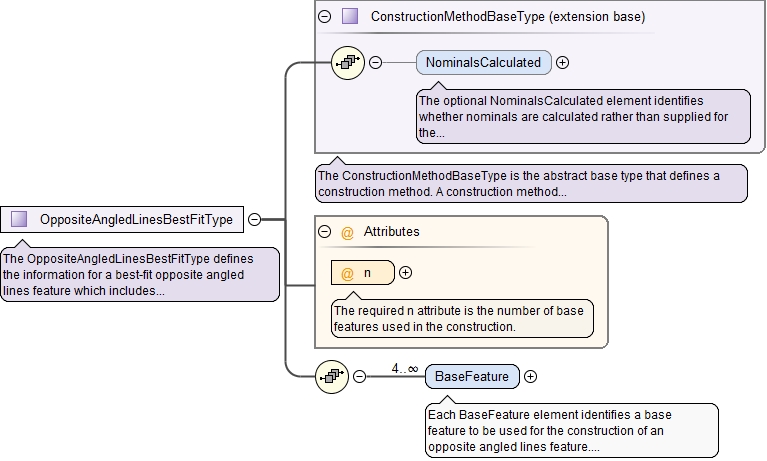 ConstructionMethodBaseType (extension base)
NominalsCalculated
The optional NominalsCalculated element identifies
whether nominals are calculated rather than supplied for
the...
The ConstructionMethodBaseType is the abstract base type that defines a
construction method. A construction method...
OppositeAngledLinesBestFitType
The OppositeAngledLinesBestFitType defines
the information for a best-fit opposite angled
lines feature which includes...
@ Attributes
@ n
The required n attribute is the number of base
features used in the construction.
4..∞
BaseFeature
Each BaseFeature element identifies a base
feature to be used for the construction of an
opposite angled lines feature....